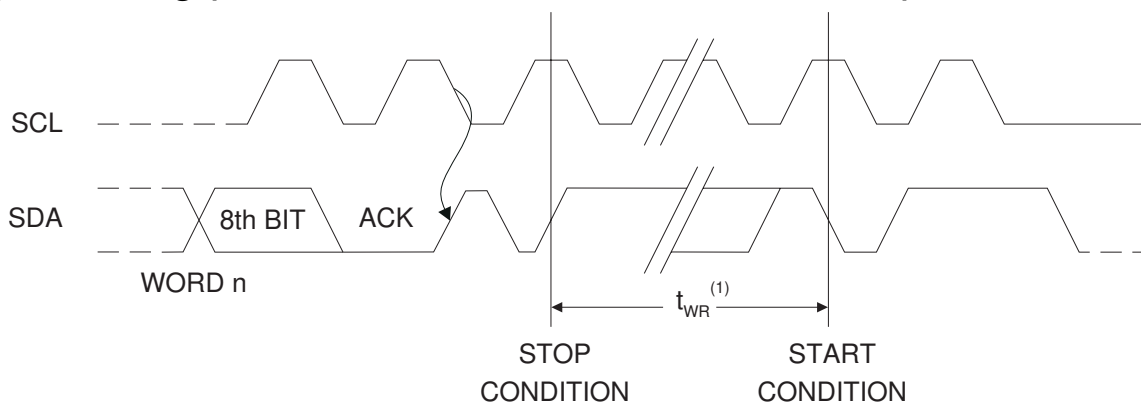 SCL
SDA
8th BIT
ACK
WORD n
tWR(1)
STOP
CONDITION
START
CONDITION